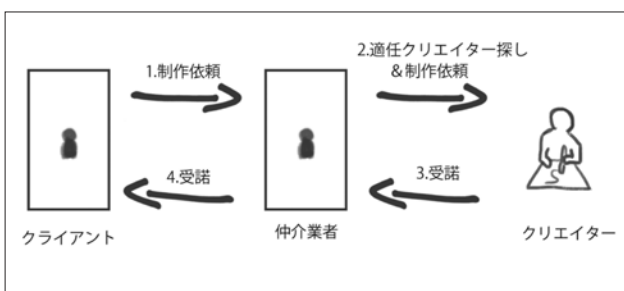 1.制作依頼
2.適任クリエイター探し
&制作依頼
4.受諾
3.受諾
クライアント
仲介業者
クリエイター